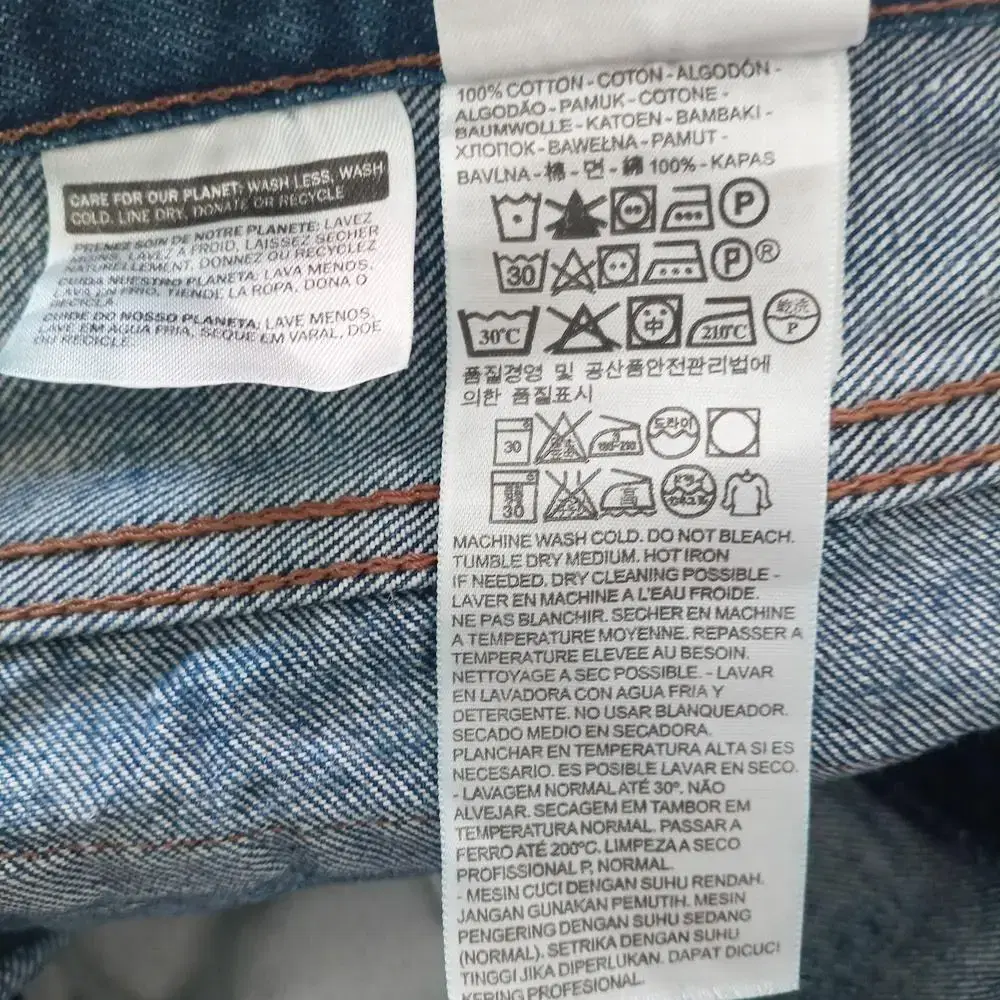 CARE FOR OUR PLANET: WASH LESS, WASH
COLD, LINE DRY, DONATE OR RECYCLE
PRENEZ SOIN DE NOTRE PLANETE: LAVEZ
MOINS, LAVEZ A FROID, LAISSEZ SECHER
NATURELLEMENT, DONNEZ OU RECYCLEZ
CUIDA NUESTRO PLANETA: LAVA MENOS,
LAVA EN FRIO, TIENDE LA ROPA, DONA O
RECICLA
CUIDE DO NOSSO PLANETA: LAVE MENOS,
LAVE EM AGUA FRIA, SEQUE EM VARAL, DOE
OU RECICLE
100% COTTON - COTON - ALGODÓN -
ALGODÃO - PAMUK - COTONE -
BAUMWOLLE - KATOEN - BAMBAKI -
ХЛОПОК - BAWEŁNA - PAMUT -
BAVLNA - 棉 - 면 - 綿 100% - KAPAS
P
30 P®
30°C 中 210°C 乾洗 P
품질경영 및 공산품안전관리법에
의한 품질표시
30 3 180~210 드라이
30 高 ドライ
MACHINE WASH COLD. DO NOT BLEACH.
TUMBLE DRY MEDIUM. HOT IRON
IF NEEDED. DRY CLEANING POSSIBLE -
LAVER EN MACHINE A L'EAU FROIDE.
NE PAS BLANCHIR. SECHER EN MACHINE
A TEMPERATURE MOYENNE. REPASSER A
TEMPERATURE ELEVEE AU BESOIN.
NETTOYAGE A SEC POSSIBLE. - LAVAR
EN LAVADORA CON AGUA FRIA Y
DETERGENTE. NO USAR BLANQUEADOR.
SECADO MEDIO EN SECADORA.
PLANCHAR EN TEMPERATURA ALTA SI ES
NECESARIO. ES POSIBLE LAVAR EN SECO.
- LAVAGEM NORMAL ATÉ 30º. NÃO
ALVEJAR. SECAGEM EM TAMBOR EM
TEMPERATURA NORMAL. PASSAR A
FERRO ATÉ 200ºC. LIMPEZA A SECO
PROFISSIONAL P, NORMAL.
- MESIN CUCI DENGAN SUHU RENDAH.
JANGAN GUNAKAN PEMUTIH. MESIN
PENGERING DENGAN SUHU SEDANG
(NORMAL). SETRIKA DENGAN SUHU
TINGGI JIKA DIPERLUKAN. DAPAT DICUCI
KERING PROFESIONAL.